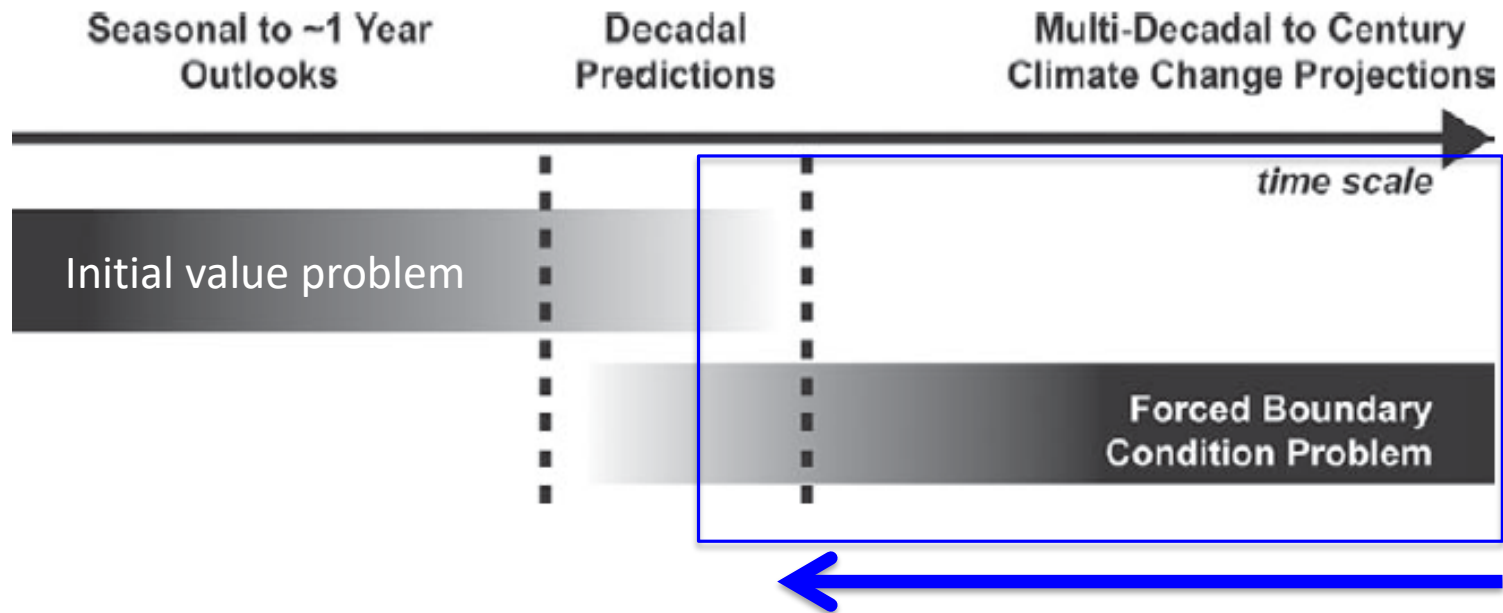 Seasonal to ~1 Year
Outlooks
Decadal
Predictions
Multi-Decadal to Century
Climate Change Projections
time scale
Initial value problem
Forced Boundary
Condition Problem